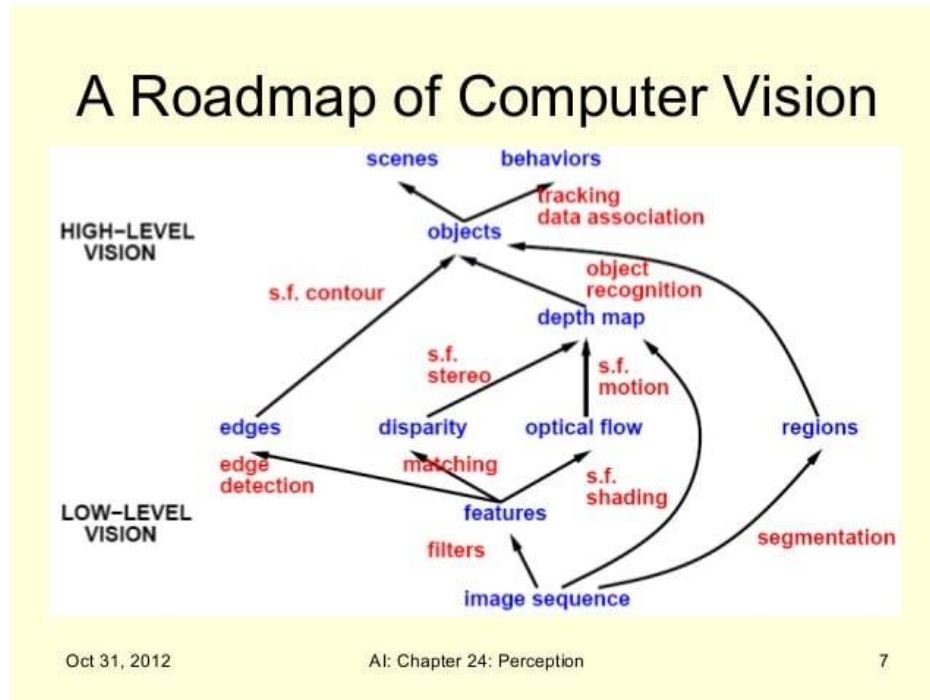 A Roadmap of Computer Vision
scenes
behaviors
tracking
data association
HIGH–LEVEL
VISION
objects
object
recognition
s.f. contour
depth map
s.f.
stereo
s.f.
motion
edges
disparity
optical flow
regions
edge
detection
matching
s.f.
shading
LOW–LEVEL
VISION
features
filters
segmentation
image sequence
Oct 31, 2012
AI: Chapter 24: Perception
7